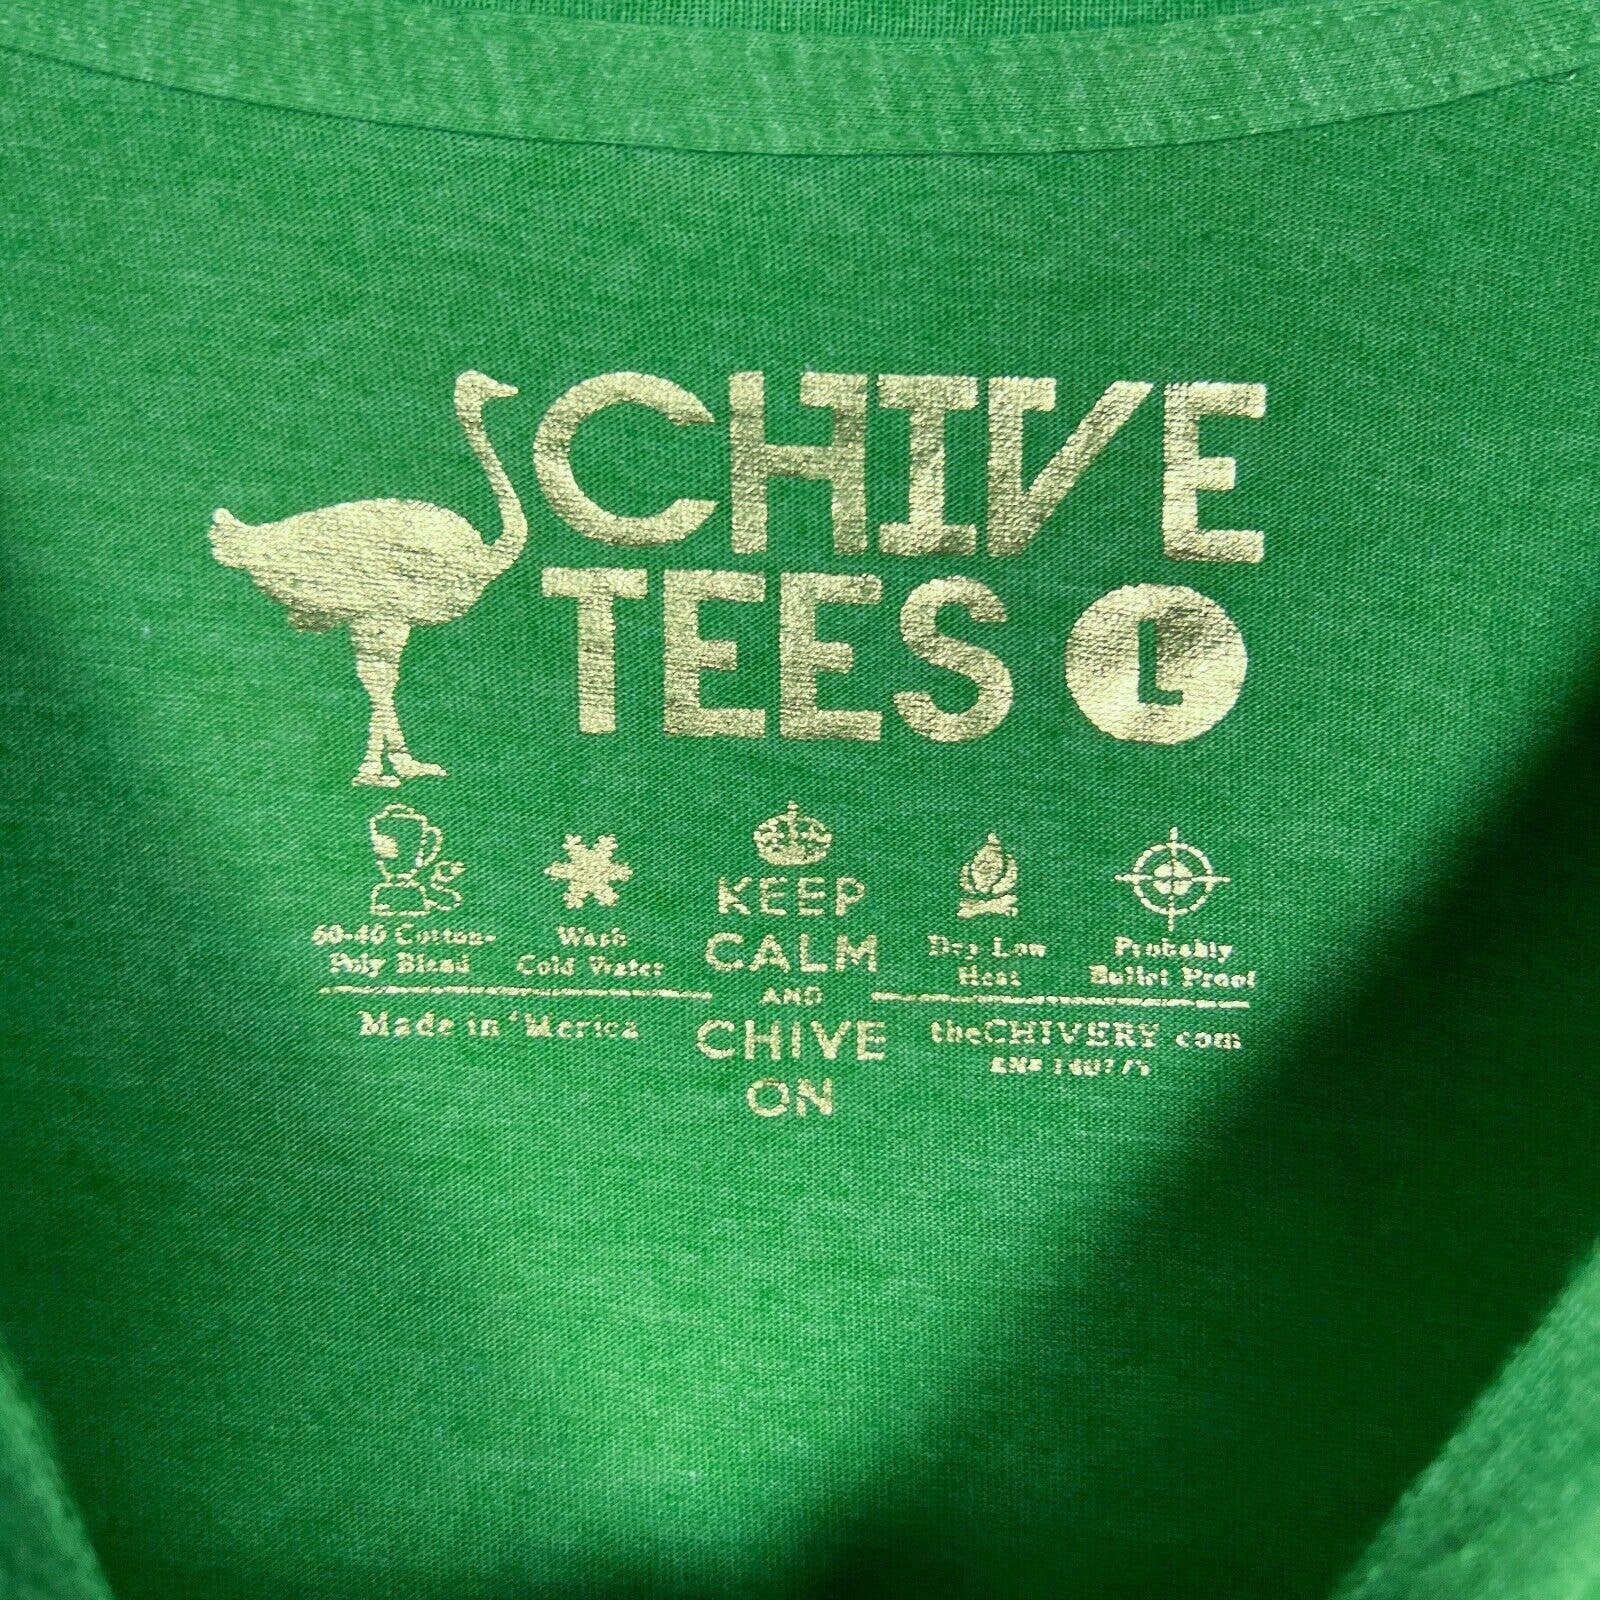 CHIVE
TEES L
60-40 Cotton-
Poly Blend
Wash
Cold Water
KEEP
CALM
AND
CHIVE
ON
Dry Low
Heat
Probably
Bullet Proof
Made in 'Merica
theCHIVERY com